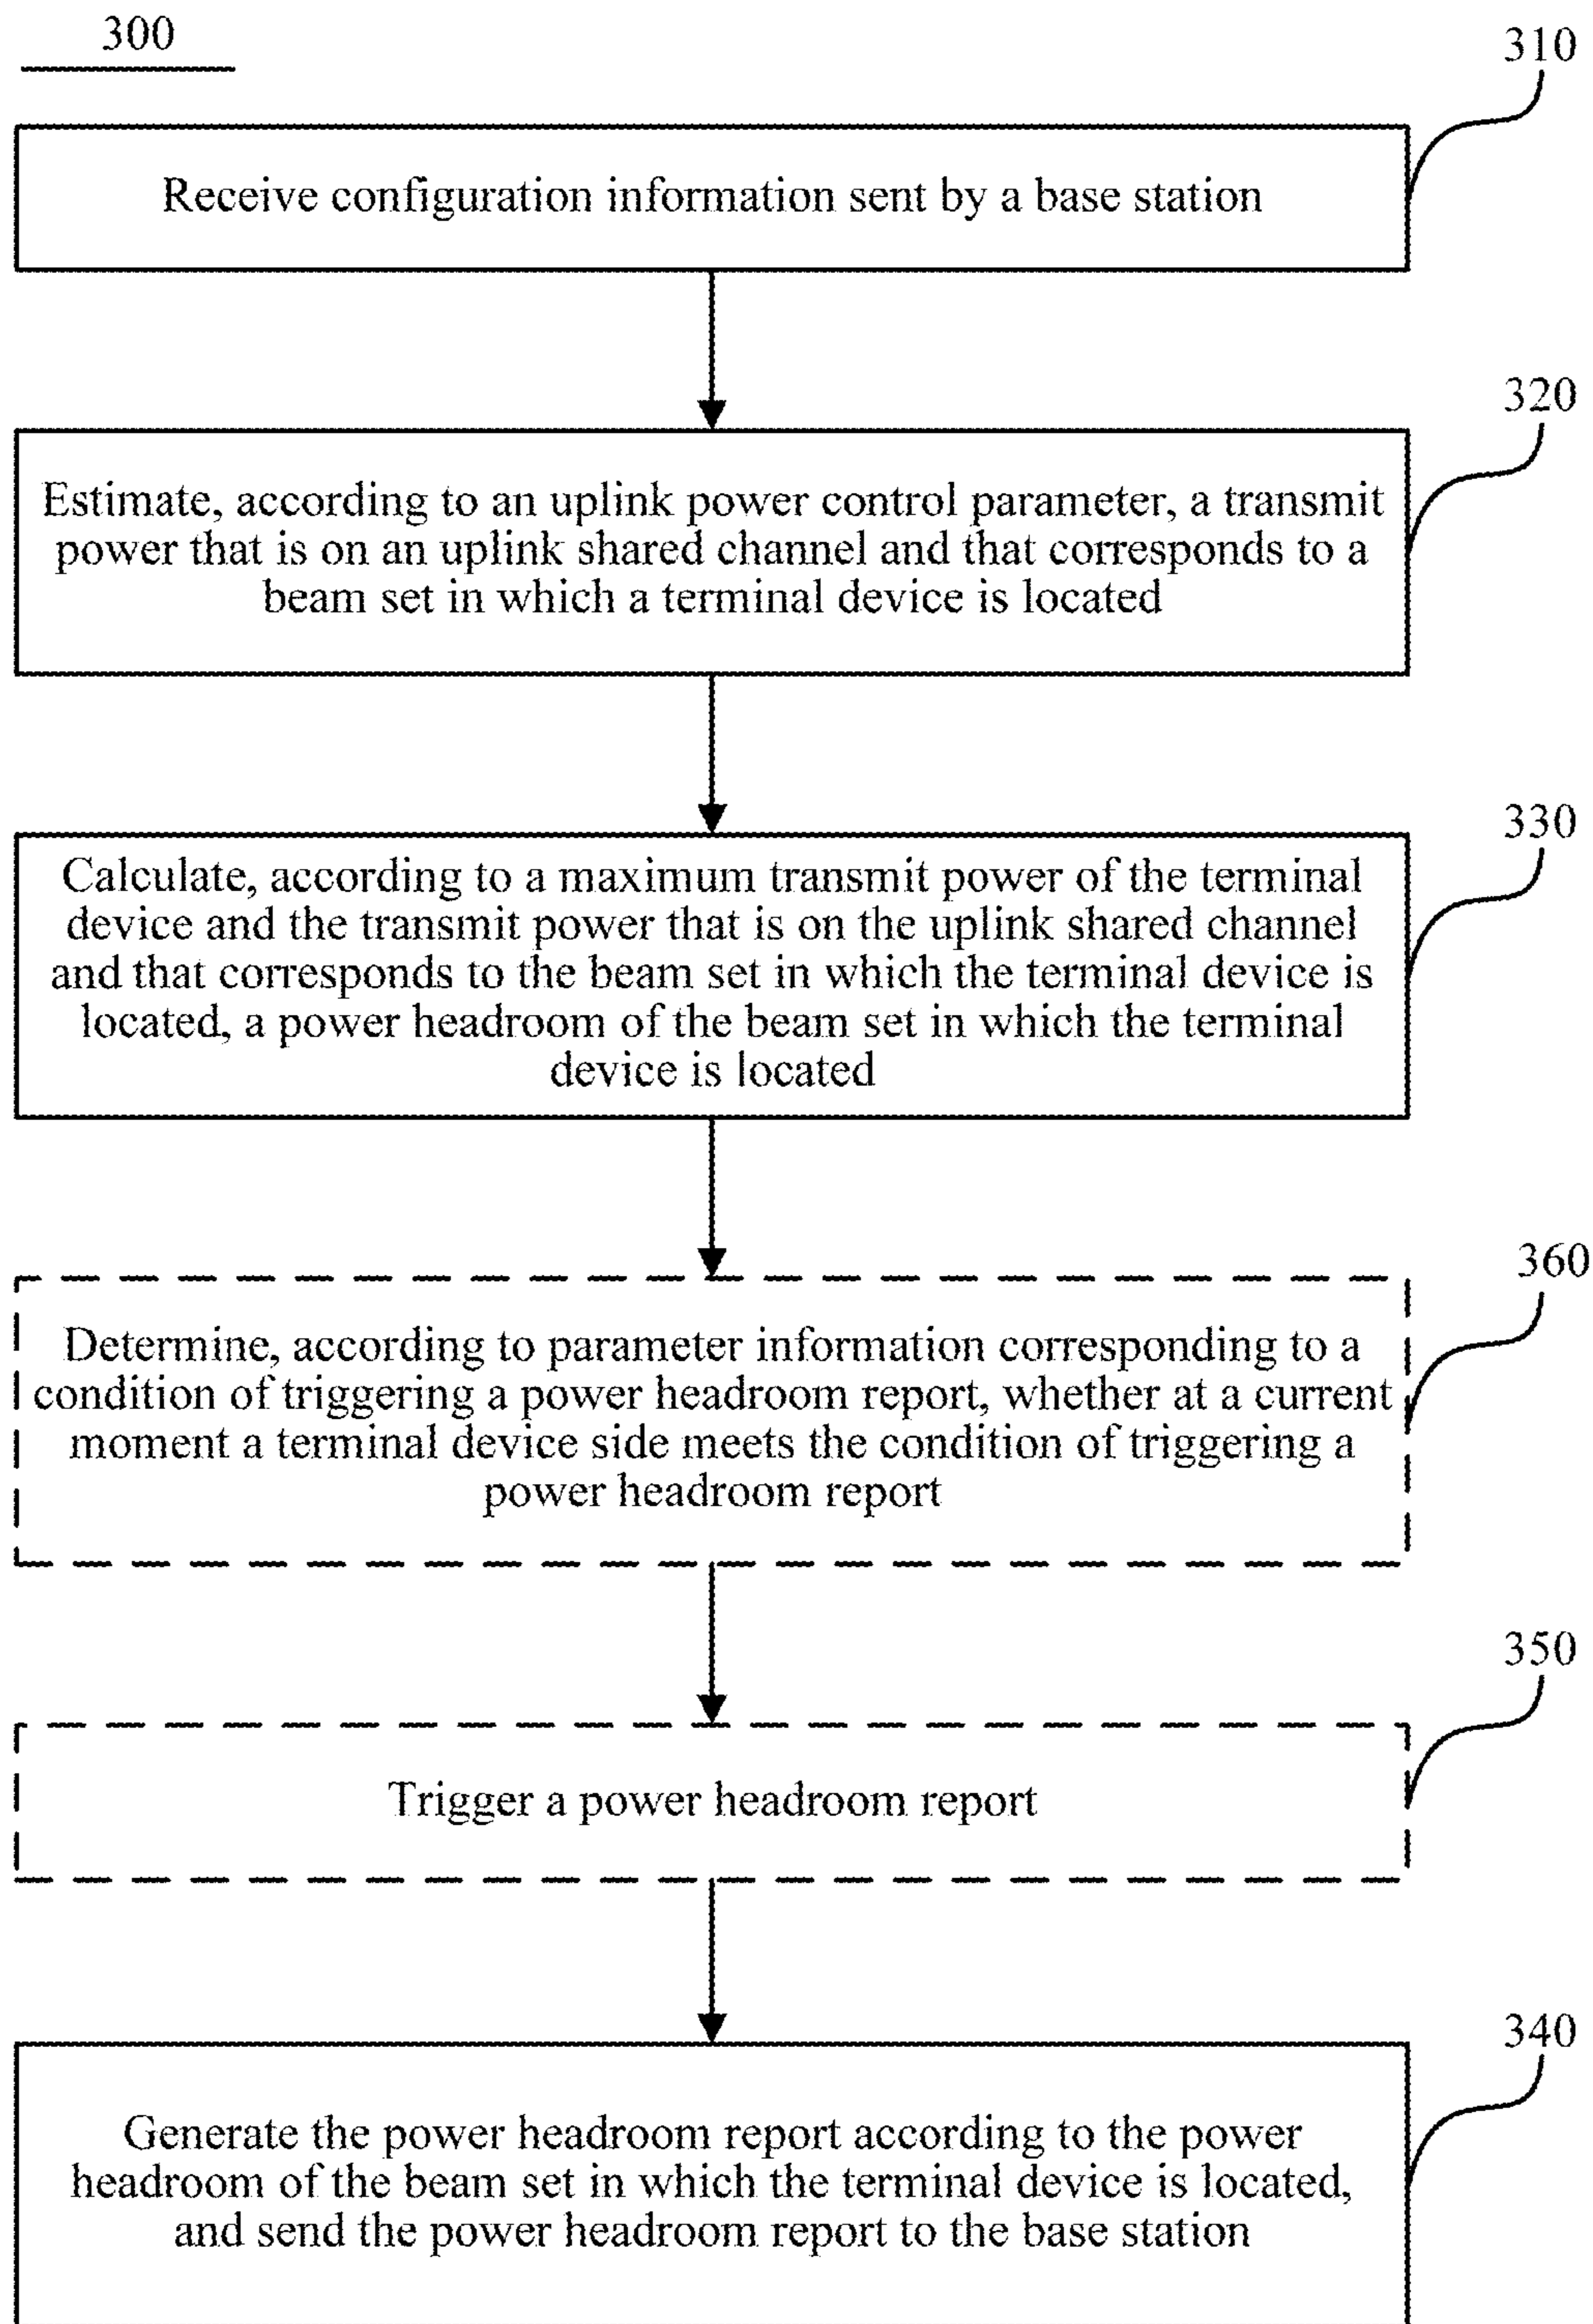 300
310
Receive configuration information sent by a base station
320
Estimate, according to an uplink power control parameter, a transmit
power that is on an uplink shared channel and that corresponds to a
beam set in which a terminal device is located
330
Calculate, according to a maximum transmit power of the terminal
device and the transmit power that is on the uplink shared channel
and that corresponds to the beam set in which the terminal device is
located, a power headroom of the beam set in which the terminal
device is located
360
Determine, according to parameter information corresponding to a
condition of triggering a power headroom report, whether at a current
moment a terminal device side meets the condition of triggering a
power headroom report
350
Trigger a power headroom report
340
Generate the power headroom report according to the power
headroom of the beam set in which the terminal device is located,
and send the power headroom report to the base station